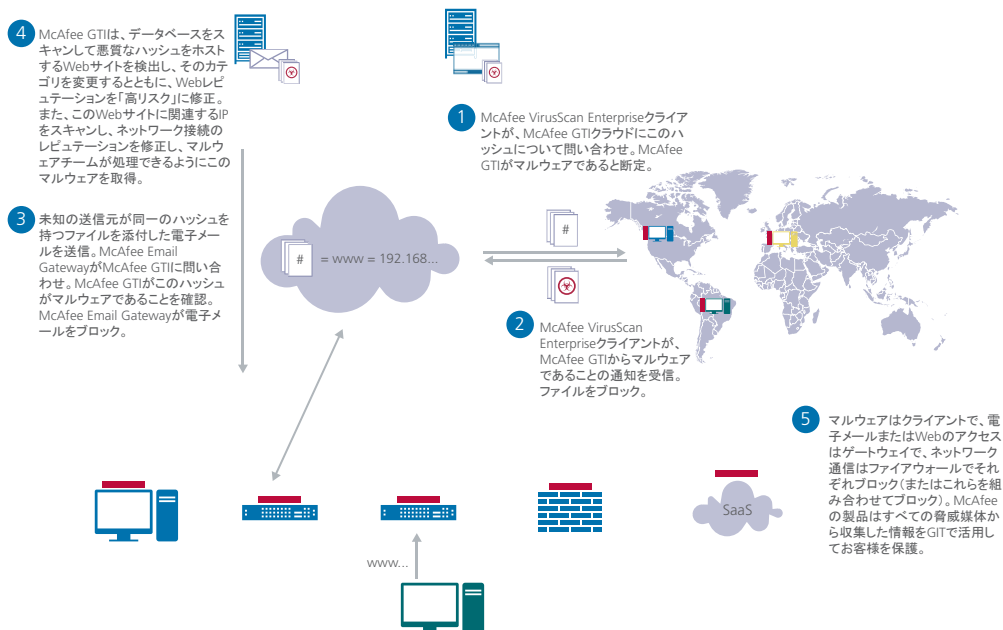 4
McAfee GTIは、データベースをス
キャンして悪質なハッシュをホスト
するWebサイトを検出し、そのカテ
ゴリを変更するとともに、Webレピ
ュテーションを「高リスク」に修正。
また、このWebサイトに関連するIP
をスキャンし、ネットワーク接続の
レピュテーションを修正し、マルウ
ェアチームが処理できるようにこの
マルウェアを取得。
1
McAfee VirusScan Enterpriseクライア
ントが、McAfee GTIクラウドにこのハ
ッシュについて問い合わせ。McAfee
GTIがマルウェアであると断定。
3
未知の送信元が同一のハッシュを
持つファイルを添付した電子メー
ルを送信。McAfee Email
GatewayがMcAfee GTIに問い合
わせ。McAfee GTIがこのハッシュ
がマルウェアであることを確認。
McAfee Email Gatewayが電子メ
ールをブロック。
# = www = 192.168...
#
2
McAfee VirusScan
Enterpriseクライアントが、
McAfee GTIからマルウェア
であることの通知を受信。
ファイルをブロック。
5
マルウェアはクライアントで、電
子メールまたはWebのアクセス
はゲートウェイで、ネットワーク
通信はファイアウォールでそれ
ぞれブロック(またはこれらを組
み合わせてブロック)。McAfee
の製品はすべての脅威媒体か
ら収集した情報をGITで活用し
てお客様を保護。
SaaS
www...